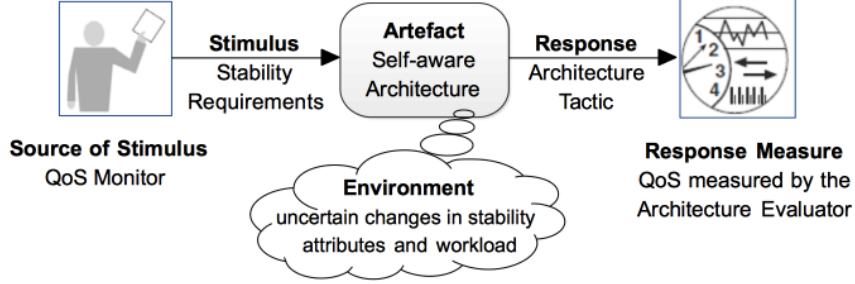 Stimulus
Stability
Requirements
Artefact
Self-aware
Architecture
Response
Architecture
Tactic
1
2
3
4
Source of Stimulus
QoS Monitor
Environment
uncertain changes in stability
attributes and workload
Response Measure
QoS measured by the
Architecture Evaluator